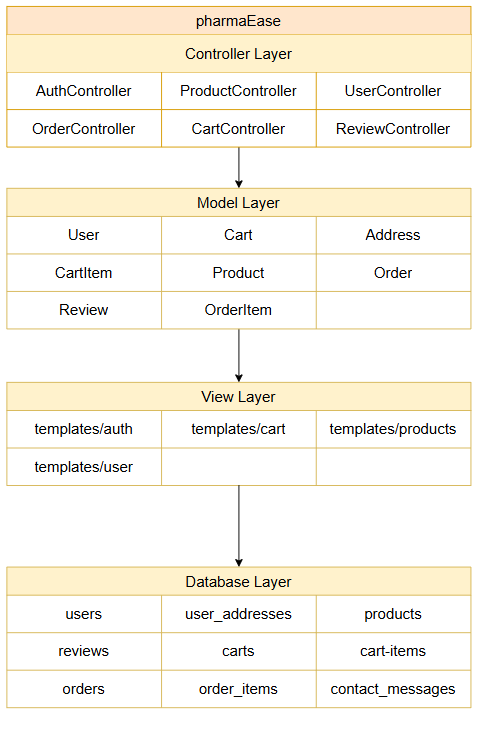 pharmaEase
Controller Layer
AuthController ProductController UserController
OrderController CartController ReviewController
Model Layer
User Cart Address
CartItem Product Order
Review OrderItem
View Layer
templates/auth templates/cart templates/products
templates/user
Database Layer
users user_addresses products
reviews carts cart-items
orders order_items contact_messages